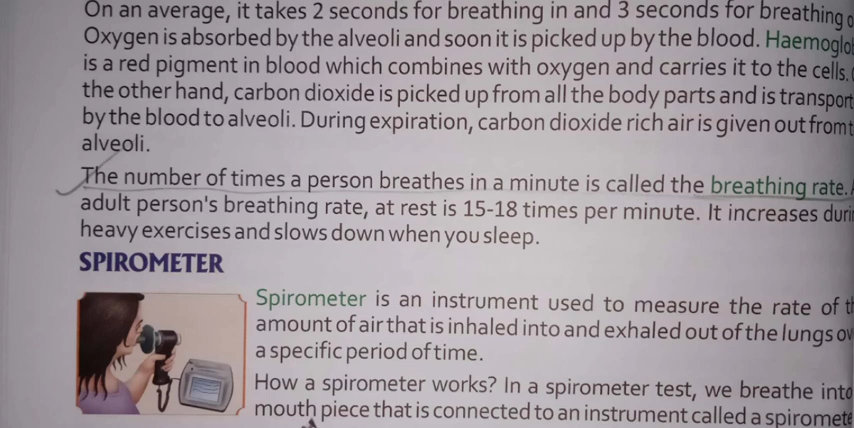 On an average, it takes 2 seconds for breathing in and 3 seconds for breathing o
Oxygen is absorbed by the alveoli and soon it is picked up by the blood. Haemoglo
is a red pigment in blood which combines with oxygen and carries it to the cells.
the other hand, carbon dioxide is picked up from all the body parts and is transport
by the blood to alveoli. During expiration, carbon dioxide rich air is given out from t
alveoli.
The number of times a person breathes in a minute is called the breathing rate. A
adult person's breathing rate, at rest is 15-18 times per minute. It increases duri
heavy exercises and slows down when you sleep.
SPIROMETER
Spirometer is an instrument used to measure the rate of t
amount of air that is inhaled into and exhaled out of the lungs ov
a specific period of time.
How a spirometer works? In a spirometer test, we breathe into
mouth piece that is connected to an instrument called a spiromete